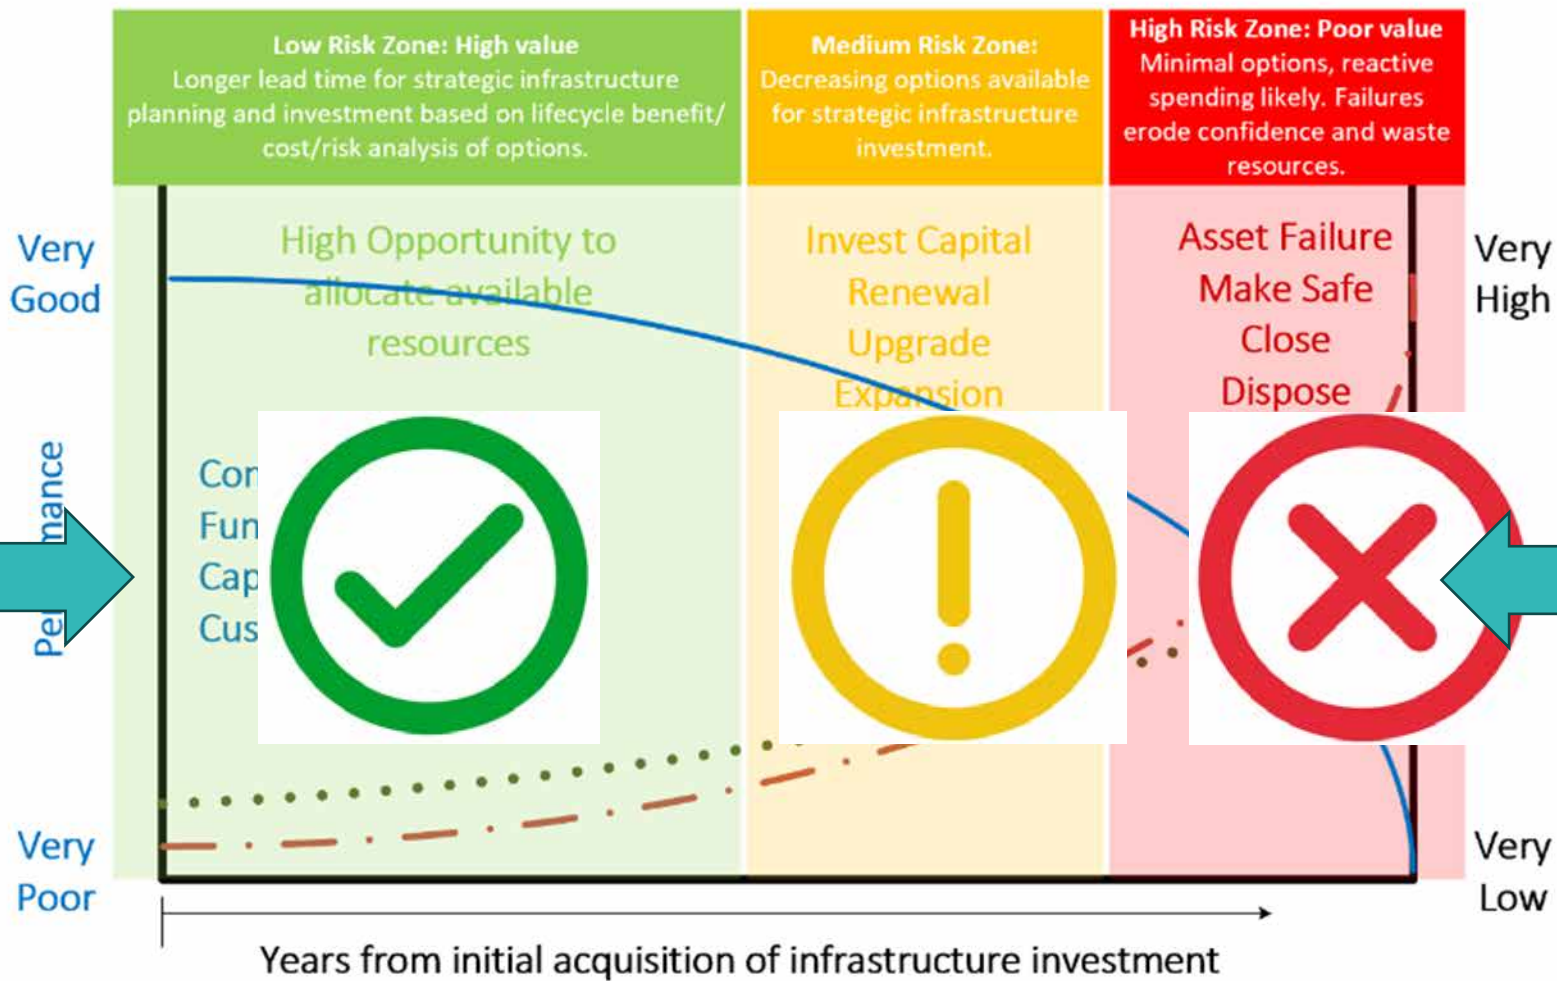 Low Risk Zone: High value
Longer lead time for strategic infrastructure
planning and investment based on lifecycle benefit/
cost/risk analysis of options.
Medium Risk Zone:
Decreasing options available
for strategic infrastructure
investment.
High Risk Zone: Poor value
Minimal options, reactive
spending likely. Failures
erode confidence and waste
resources.
Very
Good
High Opportunity to
allocate available
resources
Invest Capital
Renewal
Upgrade
Expansion
Asset Failure
Make Safe
Close
Dispose
Very
High
Very
Poor
Very
Low
Years from initial acquisition of infrastructure investment